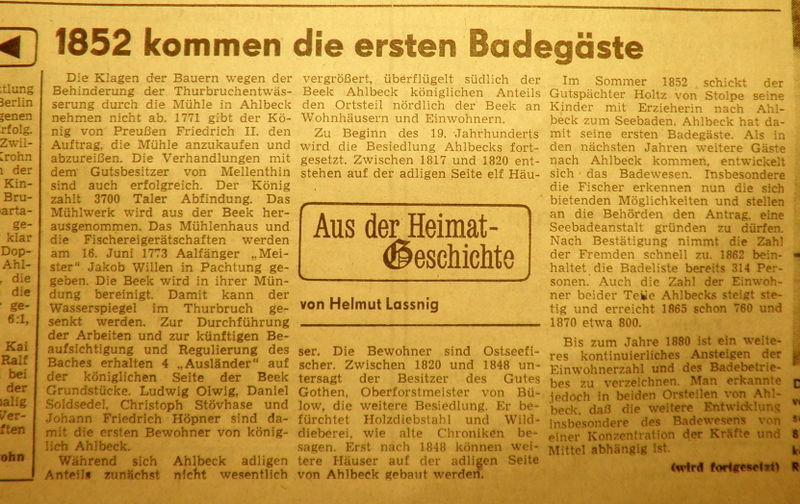 1852 kommen die ersten Badegäste
Die Klagen der Bauern wegen der
Behinderung der Thurbruchentwäs-
serung durch die Mühle in Ahlbeck
nehmen nicht ab. 1771 gibt der Kö-
nig von Preußen Friedrich II. den
Auftrag, die Mühle anzukaufen und
abzureißen. Die Verhandlungen mit
dem Gutsbesitzer von Mellenthin
sind auch erfolgreich. Der König
zahlt 3700 Taler Abfindung. Das
Mühlwerk wird aus der Beek her-
ausgenommen. Das Mühlenhaus und
die Fischereigerätschaften werden
am 16. Juni 1773 Aalfänger „Mei-
ster" Jakob Willen in Pachtung ge-
geben. Die Beek wird in ihrer Mün-
dung bereinigt. Damit kann der
Wasserspiegel im Thurbruch ge-
senkt werden. Zur Durchführung
der Arbeiten und zur künftigen Be-
aufsichtigung und Regulierung des
Baches erhalten 4 „Ausländer" auf
der königlichen Seite der Beek
Grundstücke. Ludwig Olwig, Daniel
Soldsedel, Christoph Stövhase und
Johann Friedrich Höpner sind da-
mit die ersten Bewohner von könig-
lich Ahlbeck.
Während sich Ahlbeck adligen
Anteils zunächst nicht wesentlich
vergrößert, überflügelt südlich der
Beek Ahlbeck königlichen Anteils
den Ortsteil nördlich der Beek an
Wohnhäusern und Einwohnern.
Zu Beginn des 19. Jahrhunderts
wird die Besiedlung Ahlbecks fort-
gesetzt. Zwischen 1817 und 1820 ent-
stehen auf der adligen Seite elf Häu-
Aus der Heimat-
Geschichte
von Helmut Lassnig
ser. Die Bewohner sind Ostseefi-
scher. Zwischen 1820 und 1848 un-
tersagt der Besitzer des Gutes
Gothen, Oberforstmeister von Bü-
low, die weitere Besiedlung. Er be-
fürchtet Holzdiebstahl und Wild-
dieberei, wie alte Chroniken be-
sagen. Erst nach 1848 können wei-
tere Häuser auf der adligen Seite
von Ahlbeck gebaut werden.
Im Sommer 1852 schickt der
Gutspächter Holtz von Stolpe seine
Kinder mit Erzieherin nach Ahl-
beck zum Seebaden. Ahlbeck hat da-
mit seine ersten Badegäste. Als in
den nächsten Jahren weitere Gäste
nach Ahlbeck kommen, entwickelt
sich das Badewesen. Insbesondere
die Fischer erkennen nun die sich
bietenden Möglichkeiten und stellen
an die Behörden den Antrag, eine
Seebadeanstalt gründen zu dürfen.
Nach Bestätigung nimmt die Zahl
der Fremden schnell zu. 1862 bein-
haltet die Badeliste bereits 314 Per-
sonen. Auch die Zahl der Einwoh-
ner beider Teile Ahlbecks steigt ste-
tig und erreicht 1865 schon 760 und
1870 etwa 800.
Bis zum Jahre 1880 ist ein weite-
res kontinuierliches Ansteigen der
Einwohnerzahl und des Badebetrie-
bes zu verzeichnen. Man erkannte
jedoch in beiden Orsteilen von Ahl-
beck, daß die weitere Entwicklung
insbesondere des Badewesens von
einer Konzentration der Kräfte und
Mittel abhängig ist.
(wird fortgesetzt)
Berlin
Zwil-
Krohn
der
Kin-
Bru-
ge-
klar
Dop-
Ahl-
die
die
ge-
6:1,
Kai
Ralf
bei
der